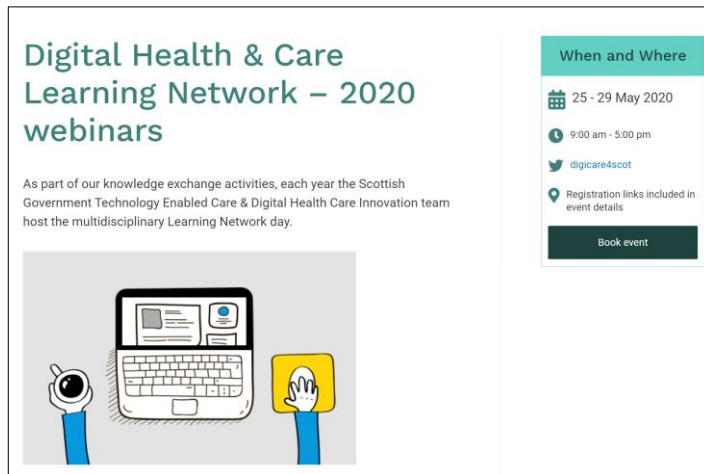 Digital Health & Care
Learning Network – 2020
webinars
As part of our knowledge exchange activities, each year the Scottish
Government Technology Enabled Care & Digital Health Care Innovation team
host the multidisciplinary Learning Network day.
When and Where
25 - 29 May 2020
9:00 am - 5:00 pm
digicare4scot
Registration links included in
event details
Book event